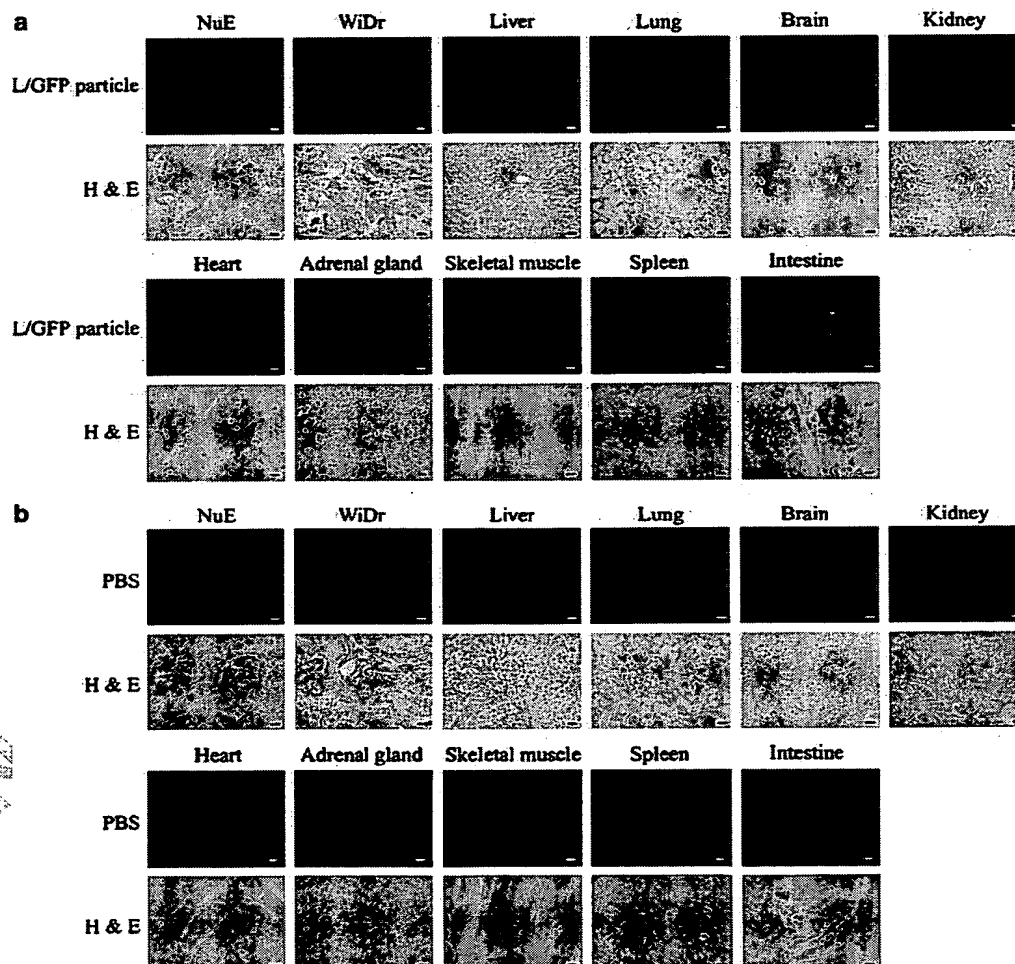 a
NuE WiDr Liver Lung Brain Kidney
L/GFP particle
H & E
Heart Adrenal gland Skeletal muscle Spleen Intestine
L/GFP particle
H & E
b
NuE WiDr Liver Lung Brain Kidney
PBS
H & E
Heart Adrenal gland Skeletal muscle Spleen Intestine
PBS
H & E